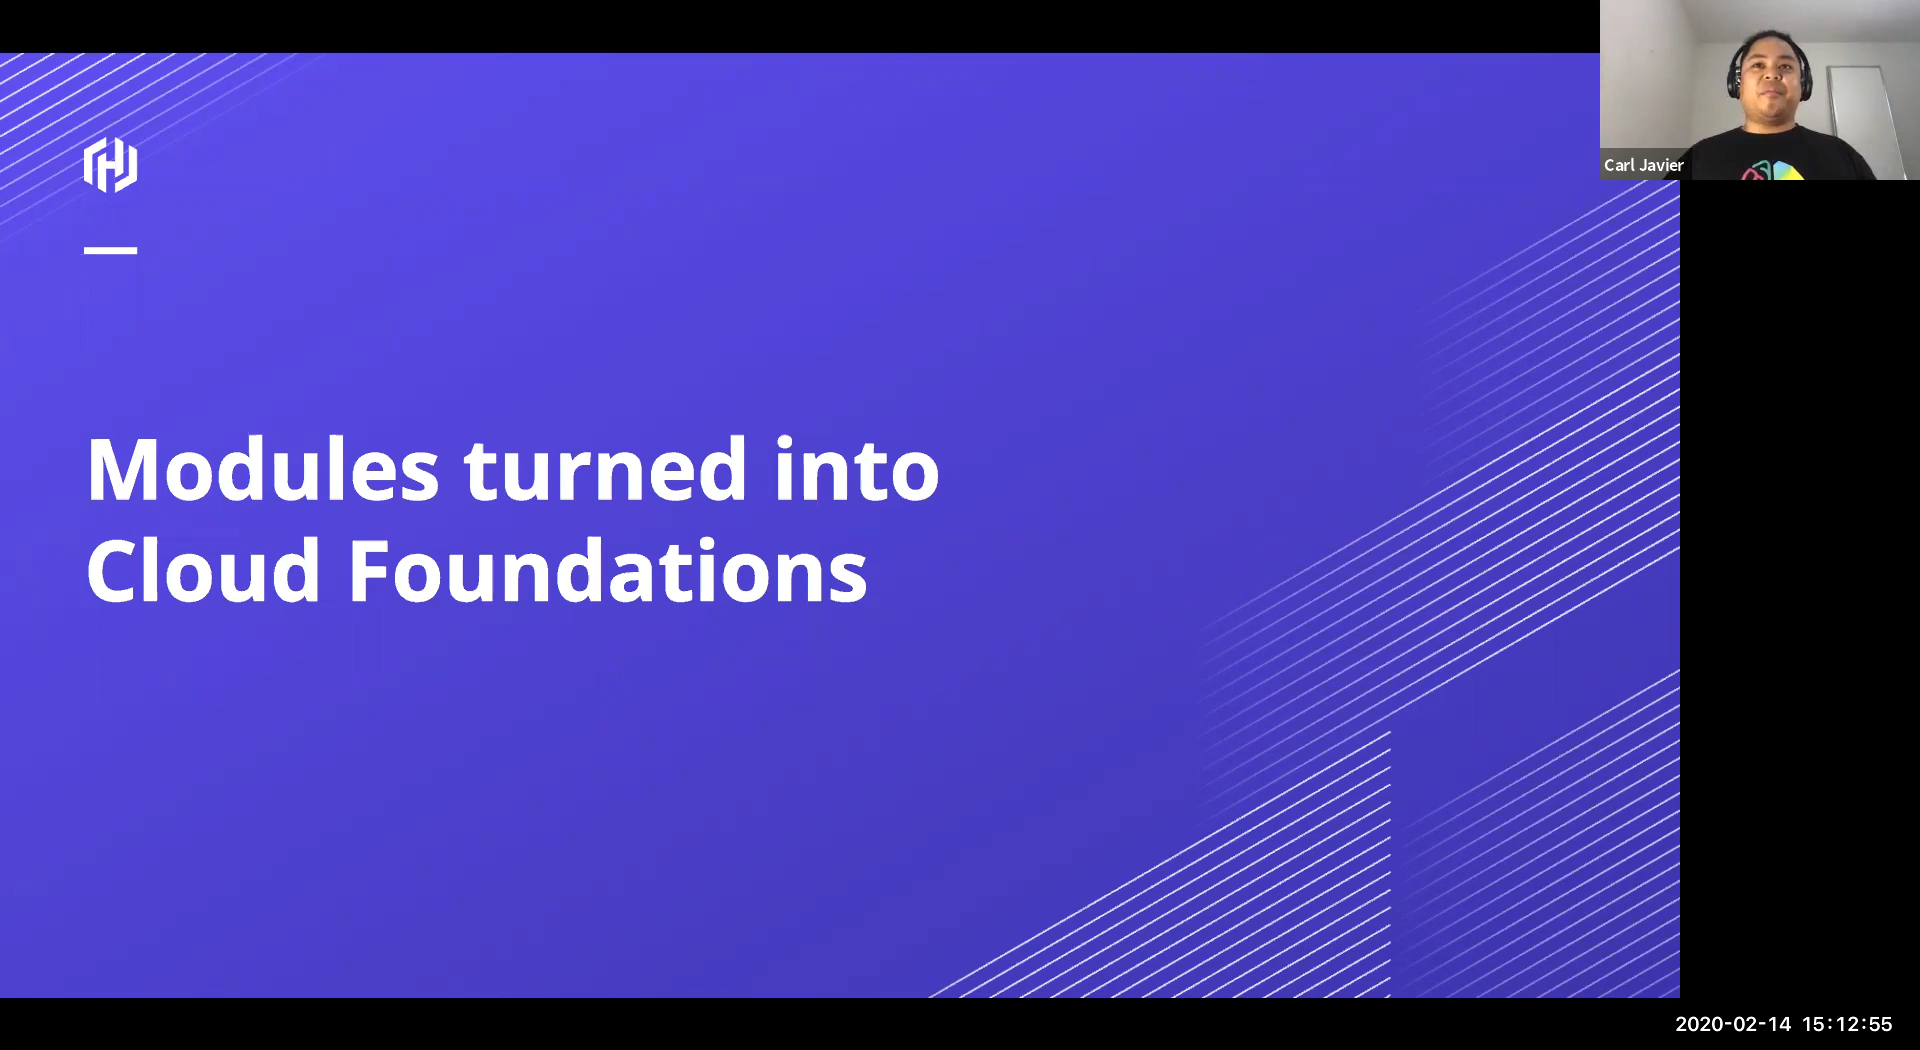 Carl Javier
Modules turned into
Cloud Foundations
2020-02-14 15:12:55